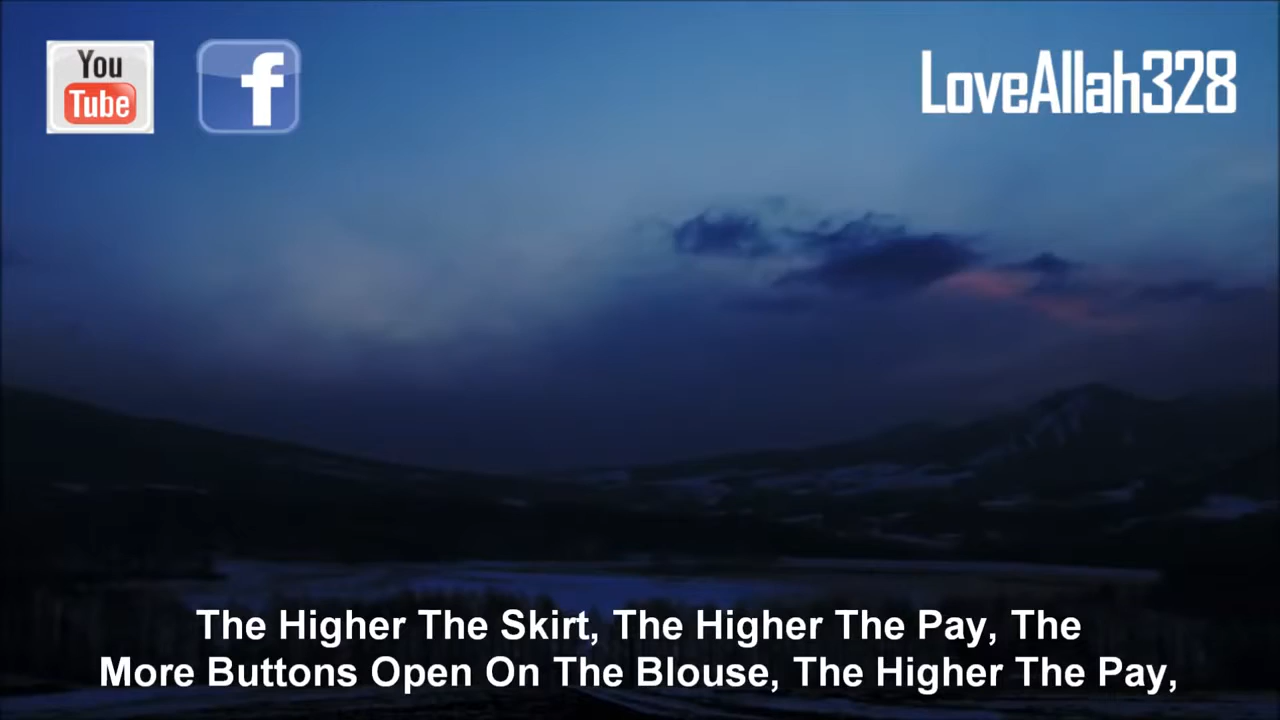 You
Tube
f
LoveAllah328
The Higher The Skirt, The Higher The Pay, The
More Buttons Open On The Blouse, The Higher The Pay,